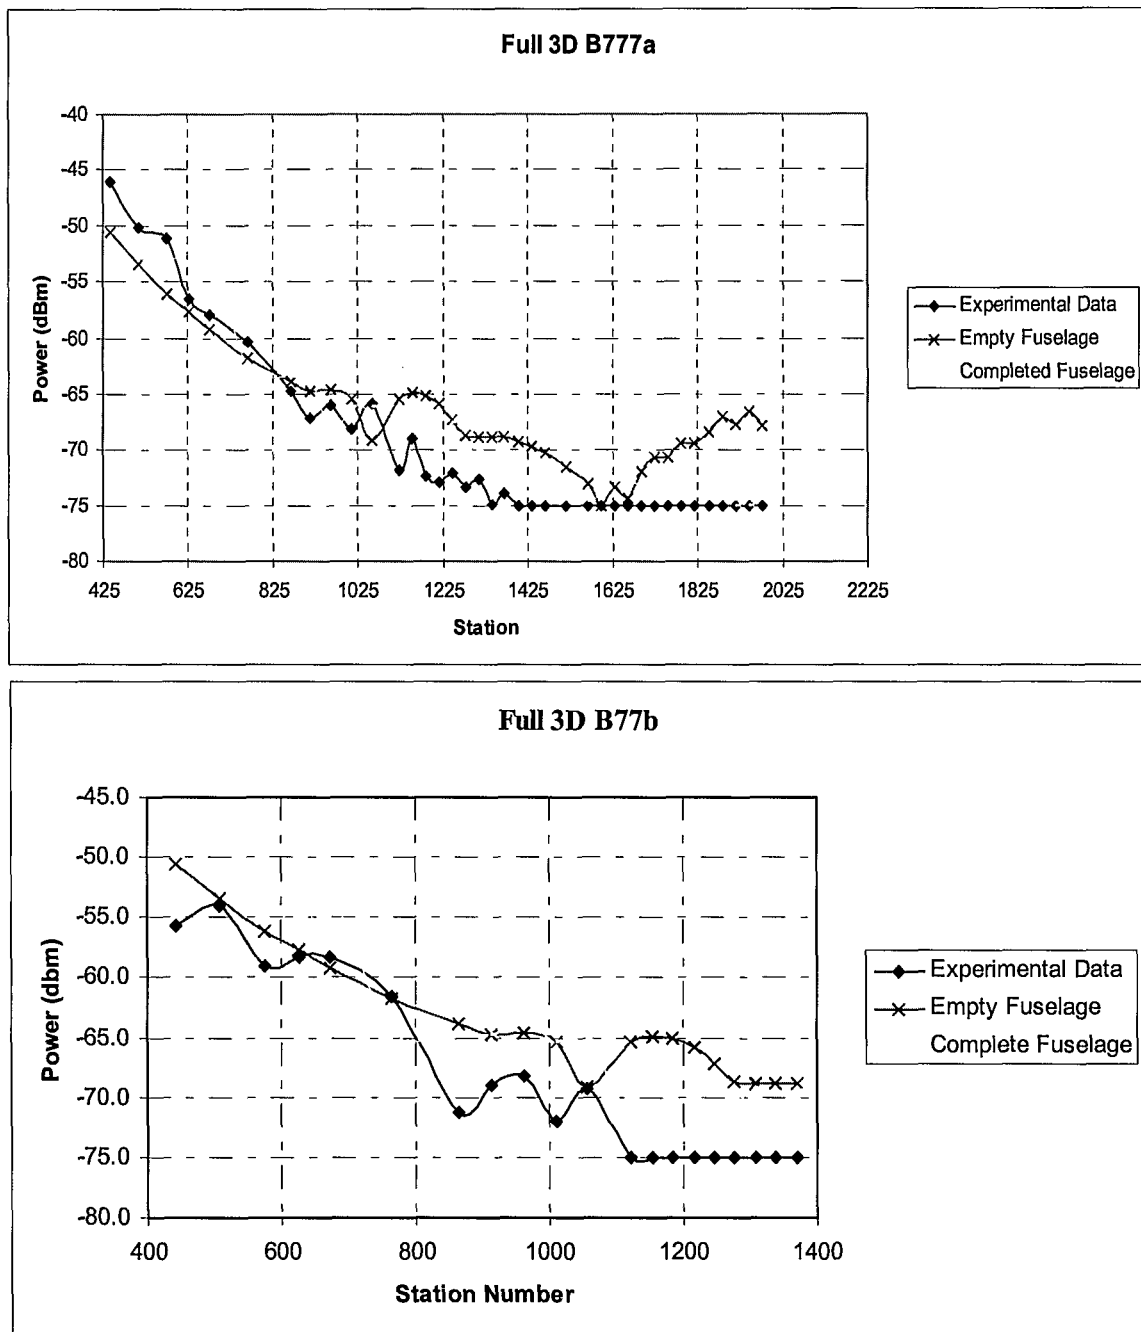 Full 3D B777a
-40
-45
-50
-55
-60
-65
-70
-75
-80
Power (dBm)
425 625 825 1025 1225 1425 1625 1825 2025 2225
Station
Experimental Data
Empty Fuselage
Completed Fuselage
Full 3D B77b
-45.0
-50.0
-55.0
-60.0
-65.0
-70.0
-75.0
-80.0
Power (dbm)
400 600 800 1000 1200 1400
Station Number
Experimental Data
Empty Fuselage
Complete Fuselage